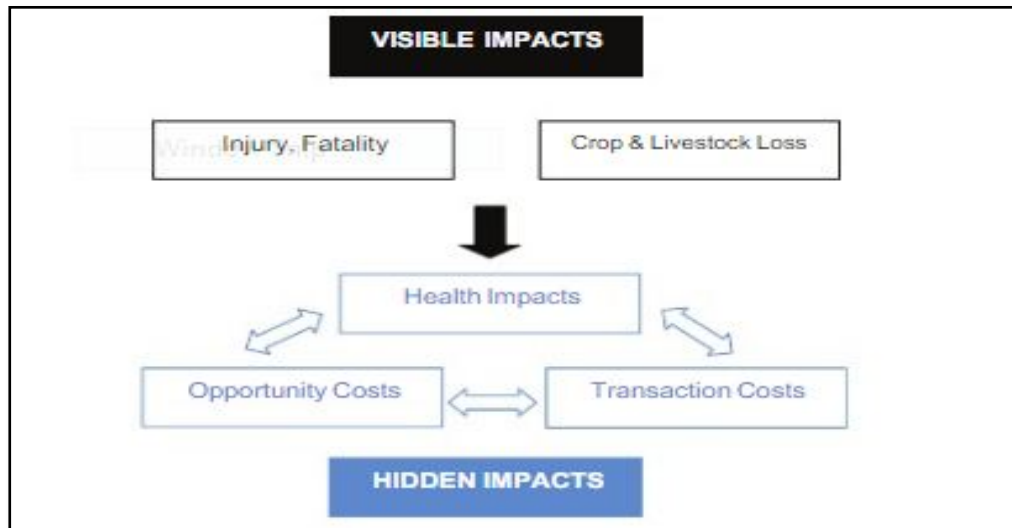 VISIBLE IMPACTS
Injury, Fatality
Crop & Livestock Loss
Health Impacts
Opportunity Costs
Transaction Costs
HIDDEN IMPACTS